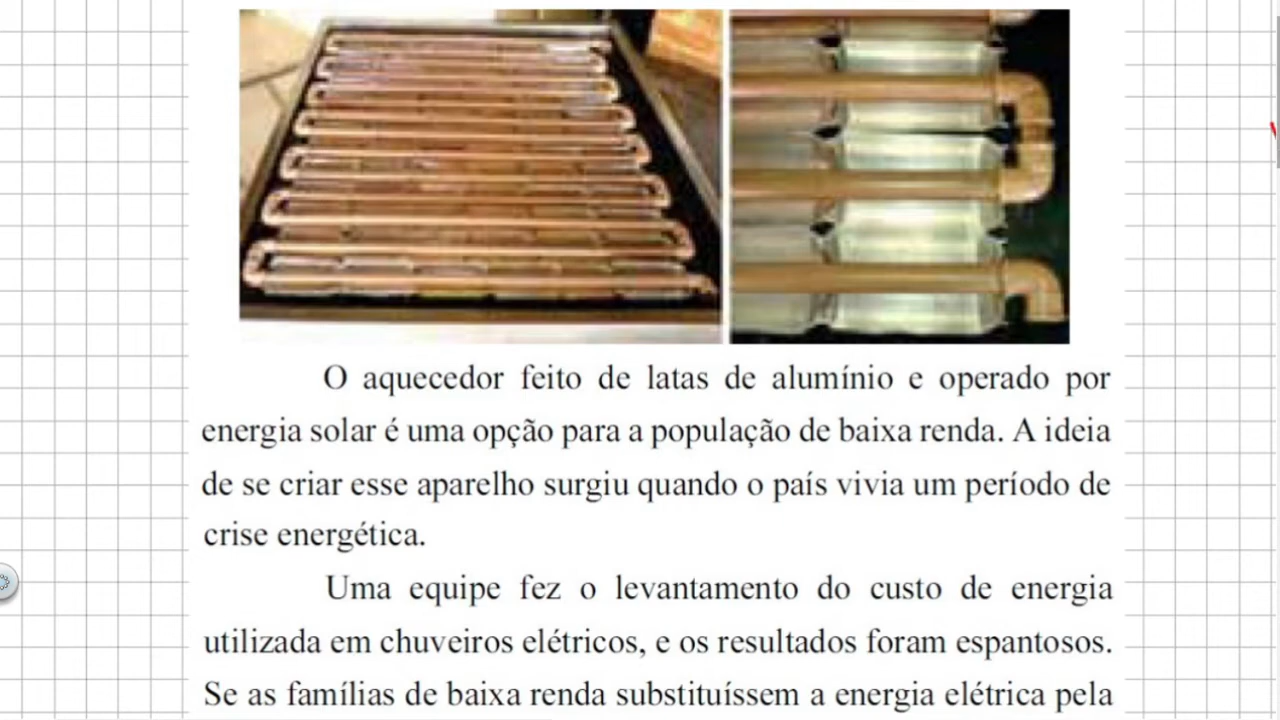 O aquecedor feito de latas de alumínio e operado por
energia solar é uma opção para a população de baixa renda. A ideia
de se criar esse aparelho surgiu quando o país vivia um período de
crise energética.
Uma equipe fez o levantamento do custo de energia
utilizada em chuveiros elétricos, e os resultados foram espantosos.
Se as famílias de baixa renda substituíssem a energia elétrica pela